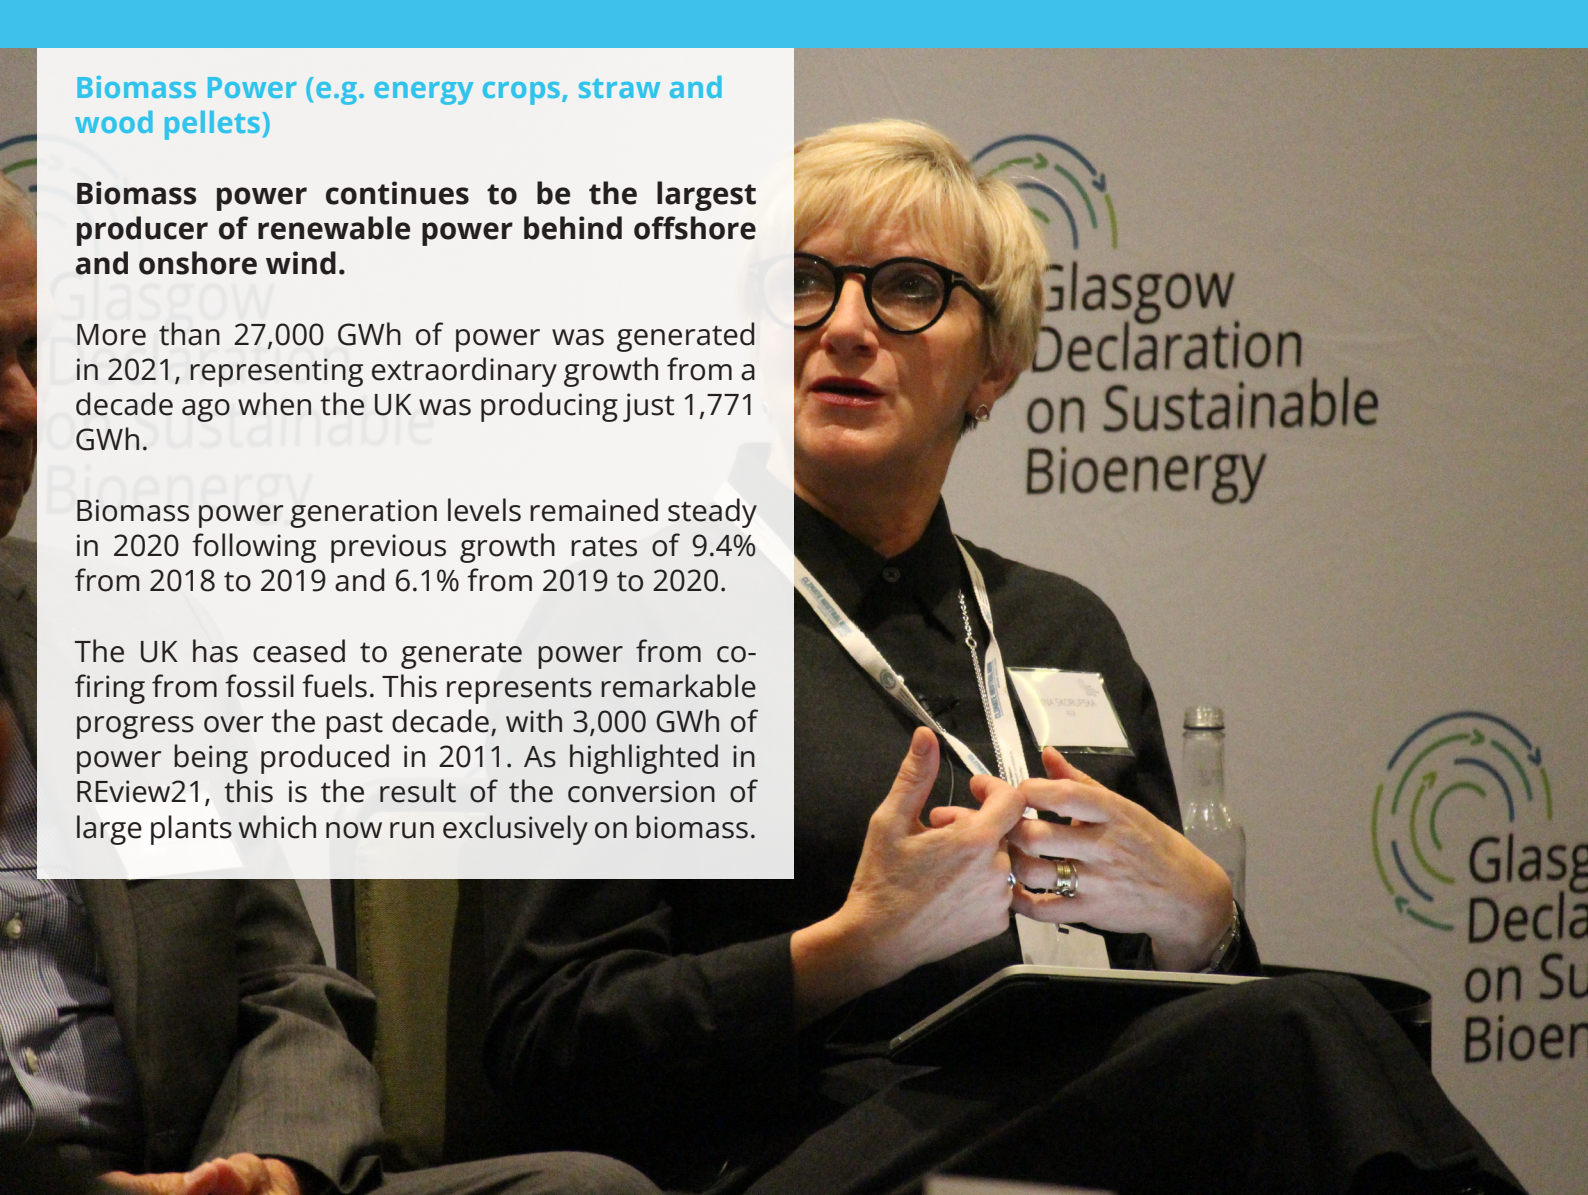 Biomass Power (e.g. energy crops, straw and
wood pellets)
Biomass power continues to be the largest
producer of renewable power behind offshore
and onshore wind.
More than 27,000 GWh of power was generated
in 2021, representing extraordinary growth from a
decade ago when the UK was producing just 1,771
GWh.
Biomass power generation levels remained steady
in 2020 following previous growth rates of 9.4%
from 2018 to 2019 and 6.1% from 2019 to 2020.
The UK has ceased to generate power from co-
firing from fossil fuels. This represents remarkable
progress over the past decade, with 3,000 GWh of
power being produced in 2011. As highlighted in
REview21, this is the result of the conversion of
large plants which now run exclusively on biomass.
Glasgow
Declaration
on Sustainable
Bioenergy
Glasgow
Declaration
on Sustainable
Bioenergy
SKORUPSKA
Glasg
Decla
on Su
Bioen